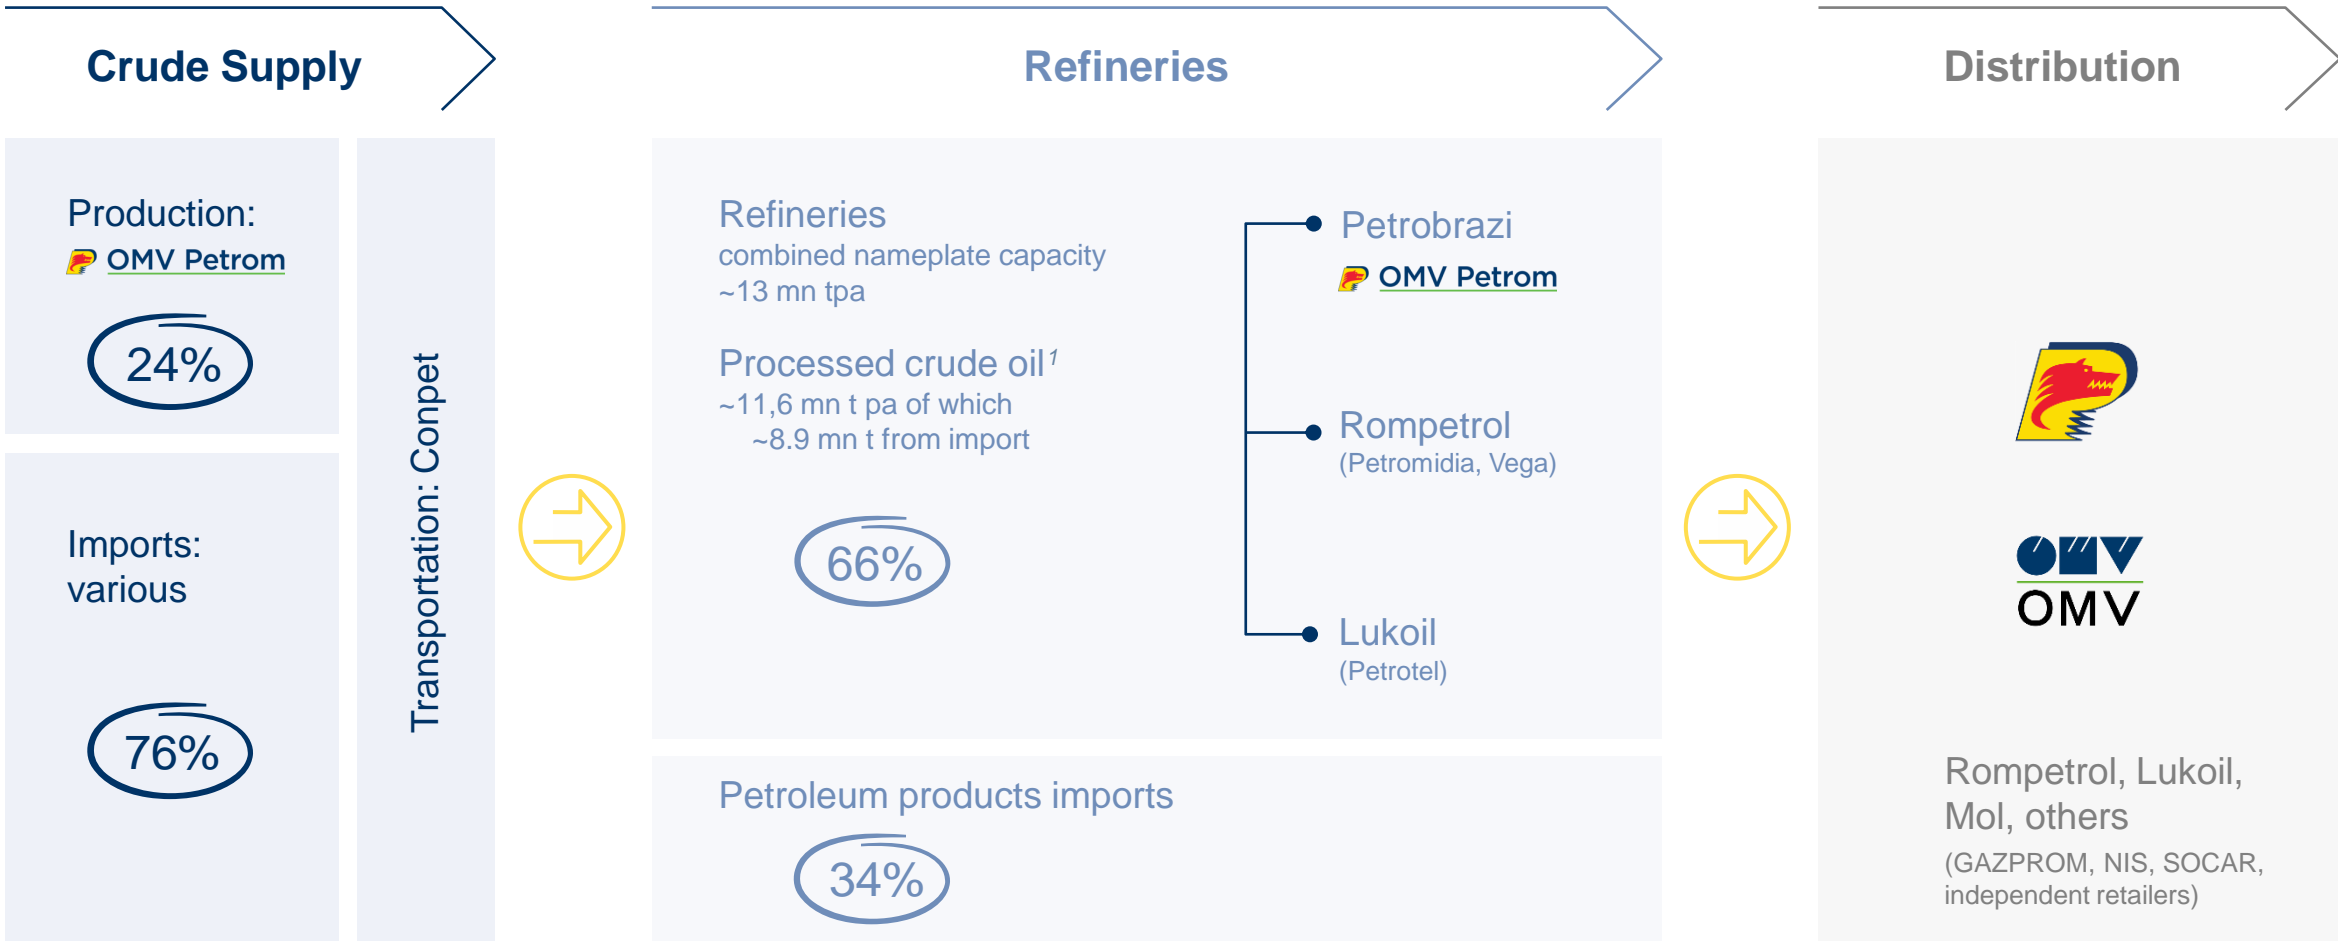 Crude Supply
Refineries
Distribution
Production:
OMV Petrom
24%
Imports:
various
76%
Transportation: Conpet
Refineries
combined nameplate capacity
~13 mn tpa
Processed crude oil1
~11,6 mn t pa of which
~8.9 mn t from import
66%
Petrobrazi
OMV Petrom
Rompetrol
(Petromidia, Vega)
Lukoil
(Petrotel)
Petroleum products imports
34%
OMV
OMV
Rompetrol, Lukoil,
Mol, others
(GAZPROM, NIS, SOCAR,
independent retailers)